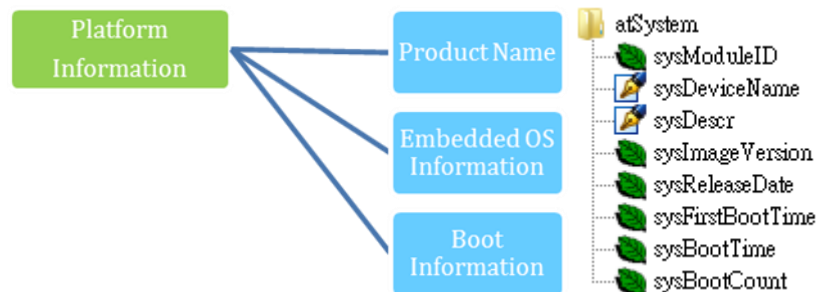 Platform
Information
Product Name
Embedded OS
Information
Boot
Information
atSystem
sysModuleID
sysDeviceName
sysDescr
sysImageVersion
sysReleaseDate
sysFirstBootTime
sysBootTime
sysBootCount